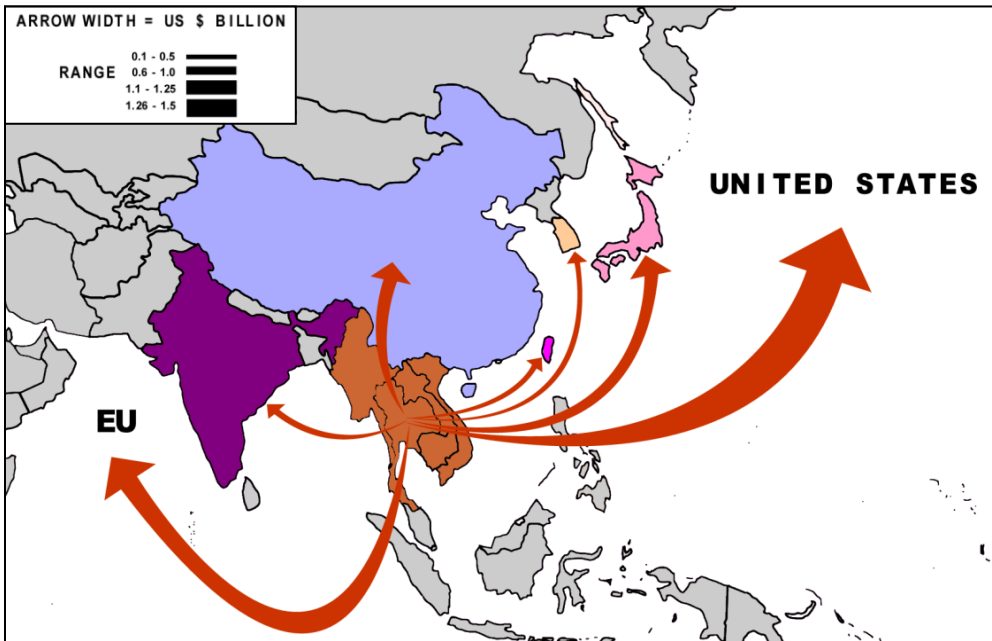 ARROW WIDTH = US $ BILLION
RANGE
0.1 - 0.5
0.6 - 1.0
1.1 - 1.25
1.26 - 1.5
UNITED STATES
EU